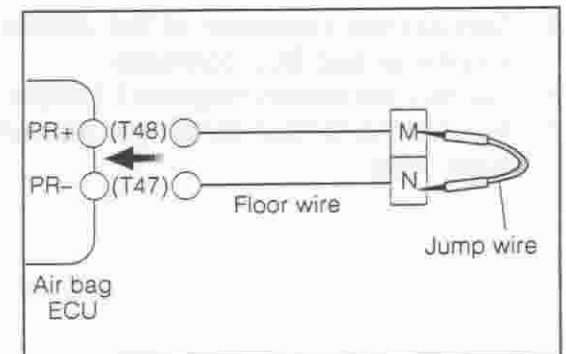 PR+ (T48) M
PR- (T47) N
Floor wire
Jump wire
Air bag
ECU